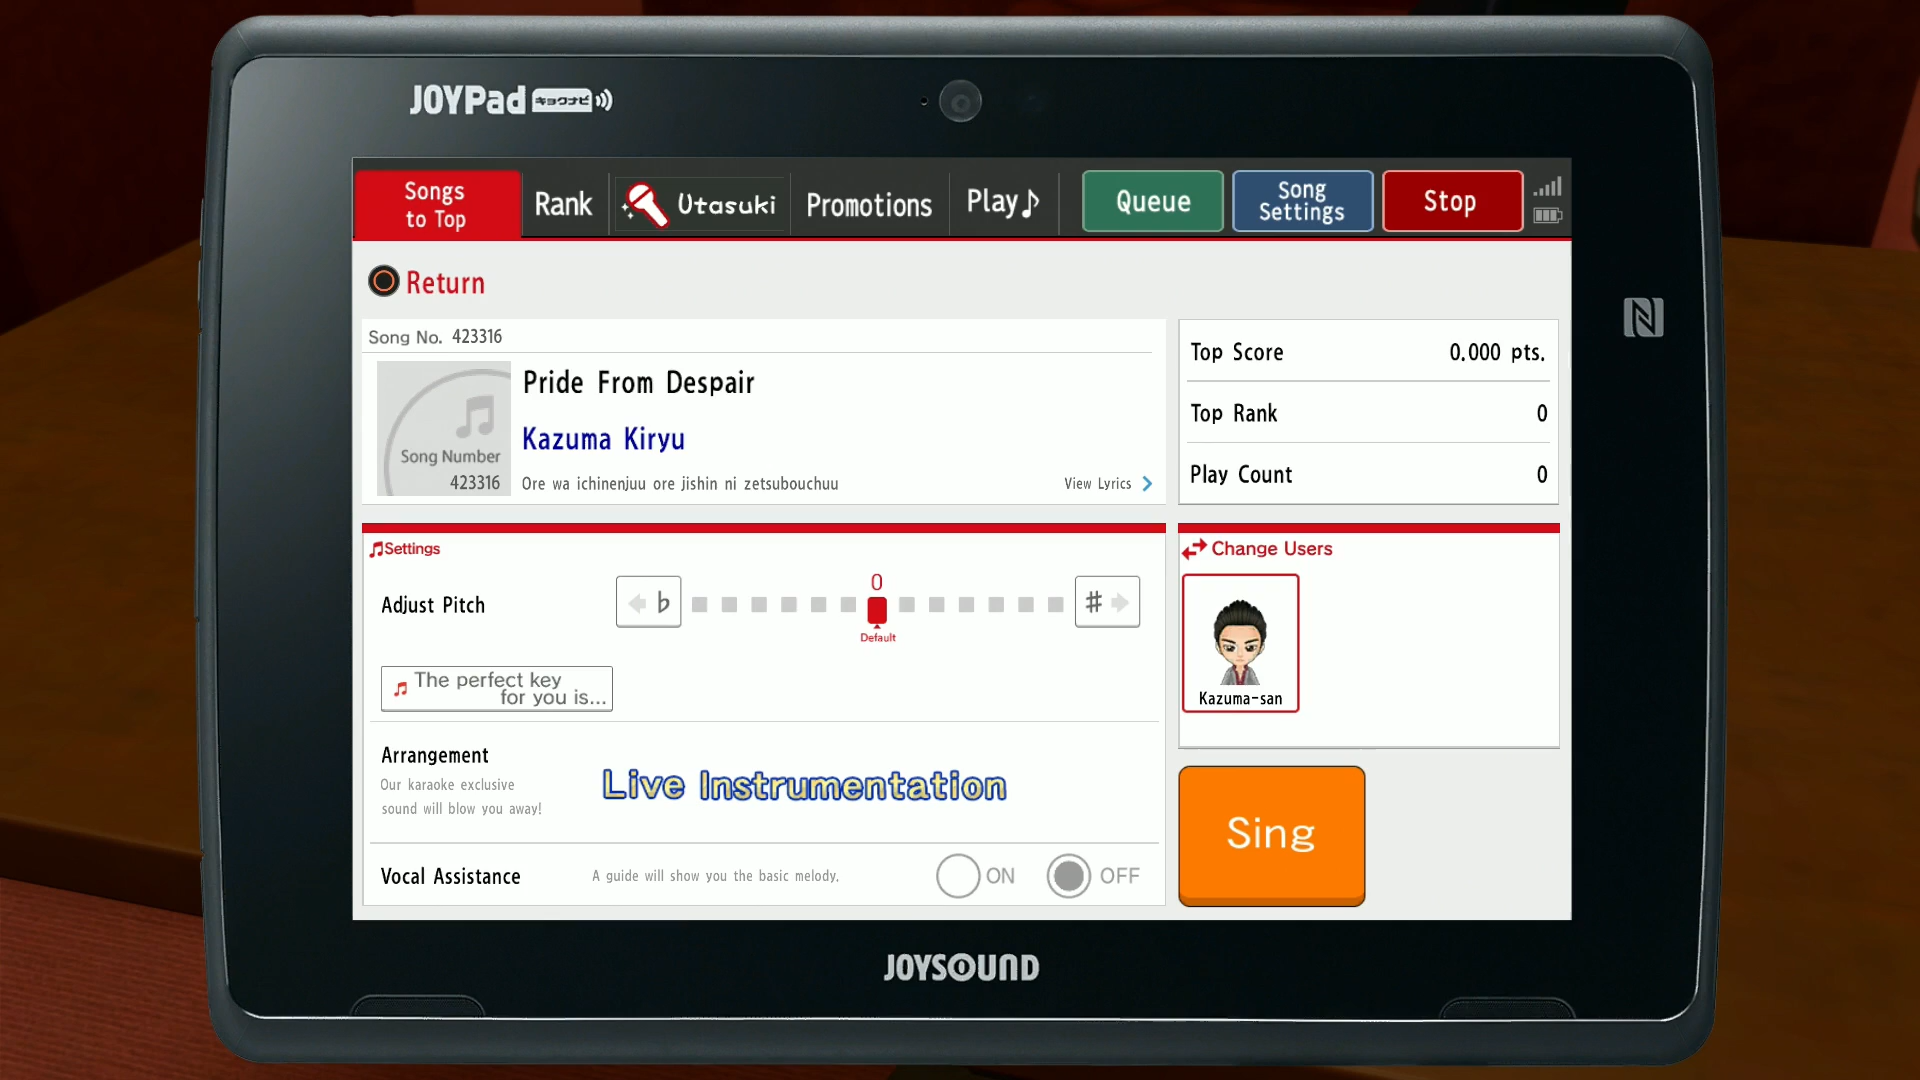 JOYPad キョクナビ
Songs
to Top
Rank
Utasuki
Promotions
Play♪
Queue
Song
Settings
Stop
Return
Song No. 423316
Song Number
423316
Pride From Despair
Kazuma Kiryu
Ore wa ichinenjuu ore jishin ni zetsubouchuu
View Lyrics
Top Score 0.000 pts.
Top Rank 0
Play Count 0
Settings
Adjust Pitch
♭
0
Default
♯
The perfect key
for you is...
Arrangement
Our karaoke exclusive
sound will blow you away!
Live Instrumentation
Vocal Assistance
A guide will show you the basic melody.
ON
OFF
Change Users
Kazuma-san
Sing
JOYSOUND